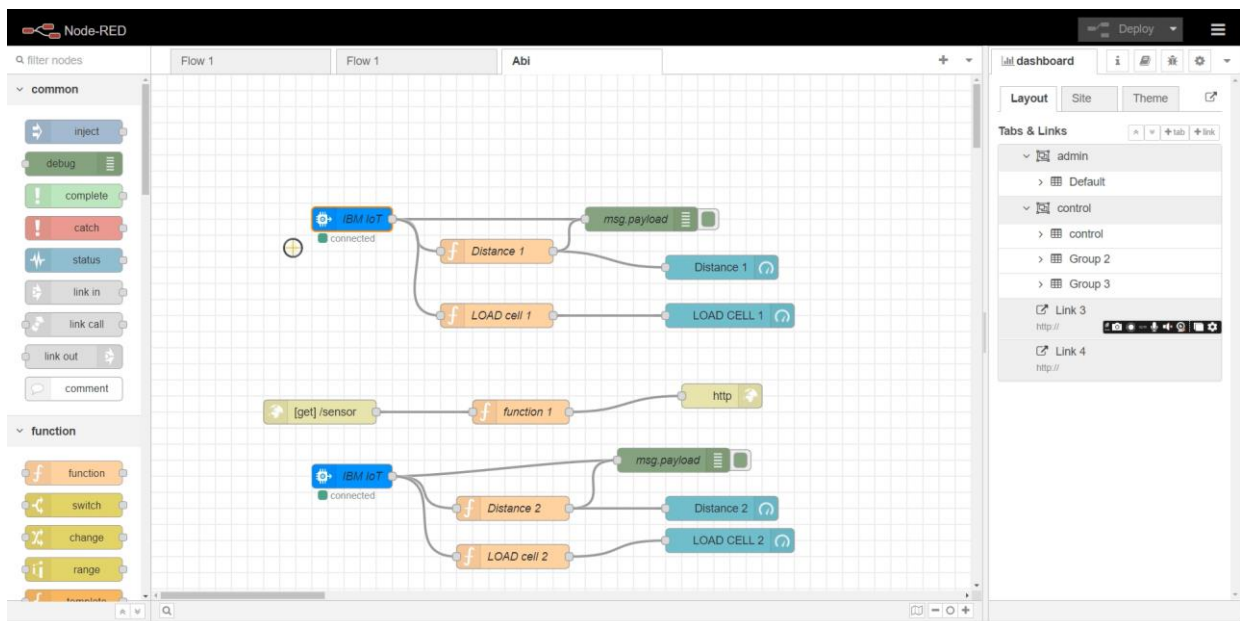 Node-RED
Deploy
filter nodes
Flow 1
Flow 1
Abi
dashboard
i
common
inject
debug
complete
catch
status
link in
link call
link out
comment
function
function
switch
change
range
template
IBM IoT
connected
msg.payload
Distance 1
Distance 1
LOAD cell 1
LOAD CELL 1
[get] /sensor
function 1
http
IBM IoT
connected
msg.payload
Distance 2
Distance 2
LOAD cell 2
LOAD CELL 2
Layout
Site
Theme
Tabs & Links
tab
link
admin
Default
control
control
Group 2
Group 3
Link 3
http://
Link 4
http://